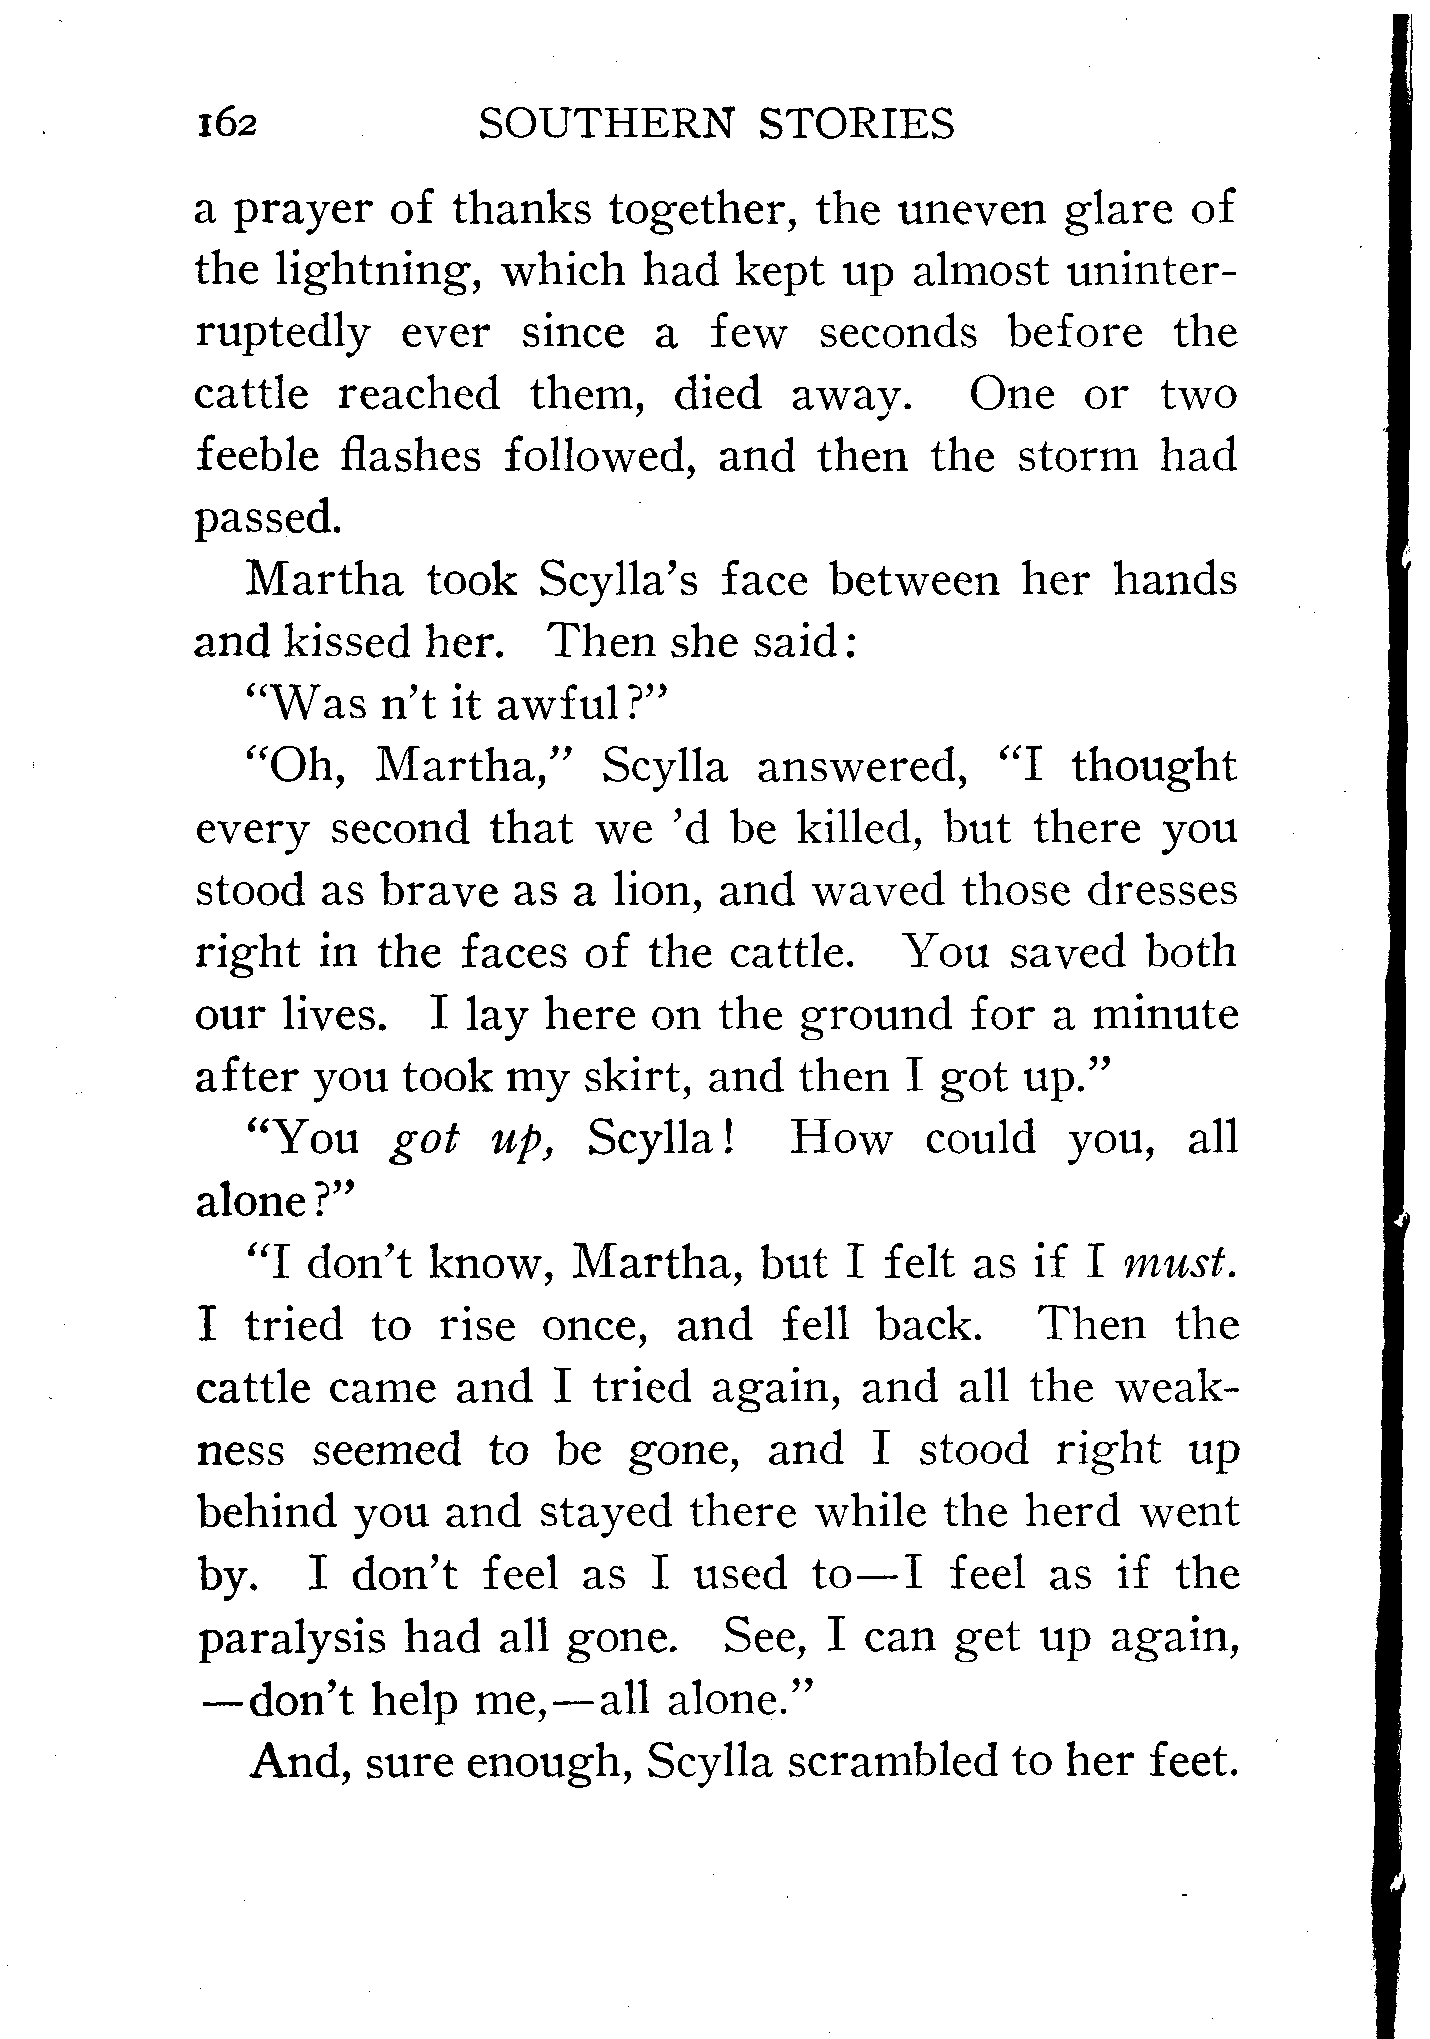 162 SOUTHERN STORIES
a prayer of thanks together, the uneven glare of
the lightning, which had kept up almost uninter-
ruptedly ever since a few seconds before the
cattle reached them, died away. One or two
feeble flashes followed, and then the storm had
passed.
Martha took Scylla's face between her hands
and kissed her. Then she said:
“Was n't it awful?”
“Oh, Martha,” Scylla answered, “I thought
every second that we 'd be killed, but there you
stood as brave as a lion, and waved those dresses
right in the faces of the cattle. You saved both
our lives. I lay here on the ground for a minute
after you took my skirt, and then I got up.”
“You got up, Scylla! How could you, all
alone?”
“I don't know, Martha, but I felt as if I must.
I tried to rise once, and fell back. Then the
cattle came and I tried again, and all the weak-
ness seemed to be gone, and I stood right up
behind you and stayed there while the herd went
by. I don't feel as I used to—I feel as if the
paralysis had all gone. See, I can get up again,
—don't help me,—all alone.”
And, sure enough, Scylla scrambled to her feet.